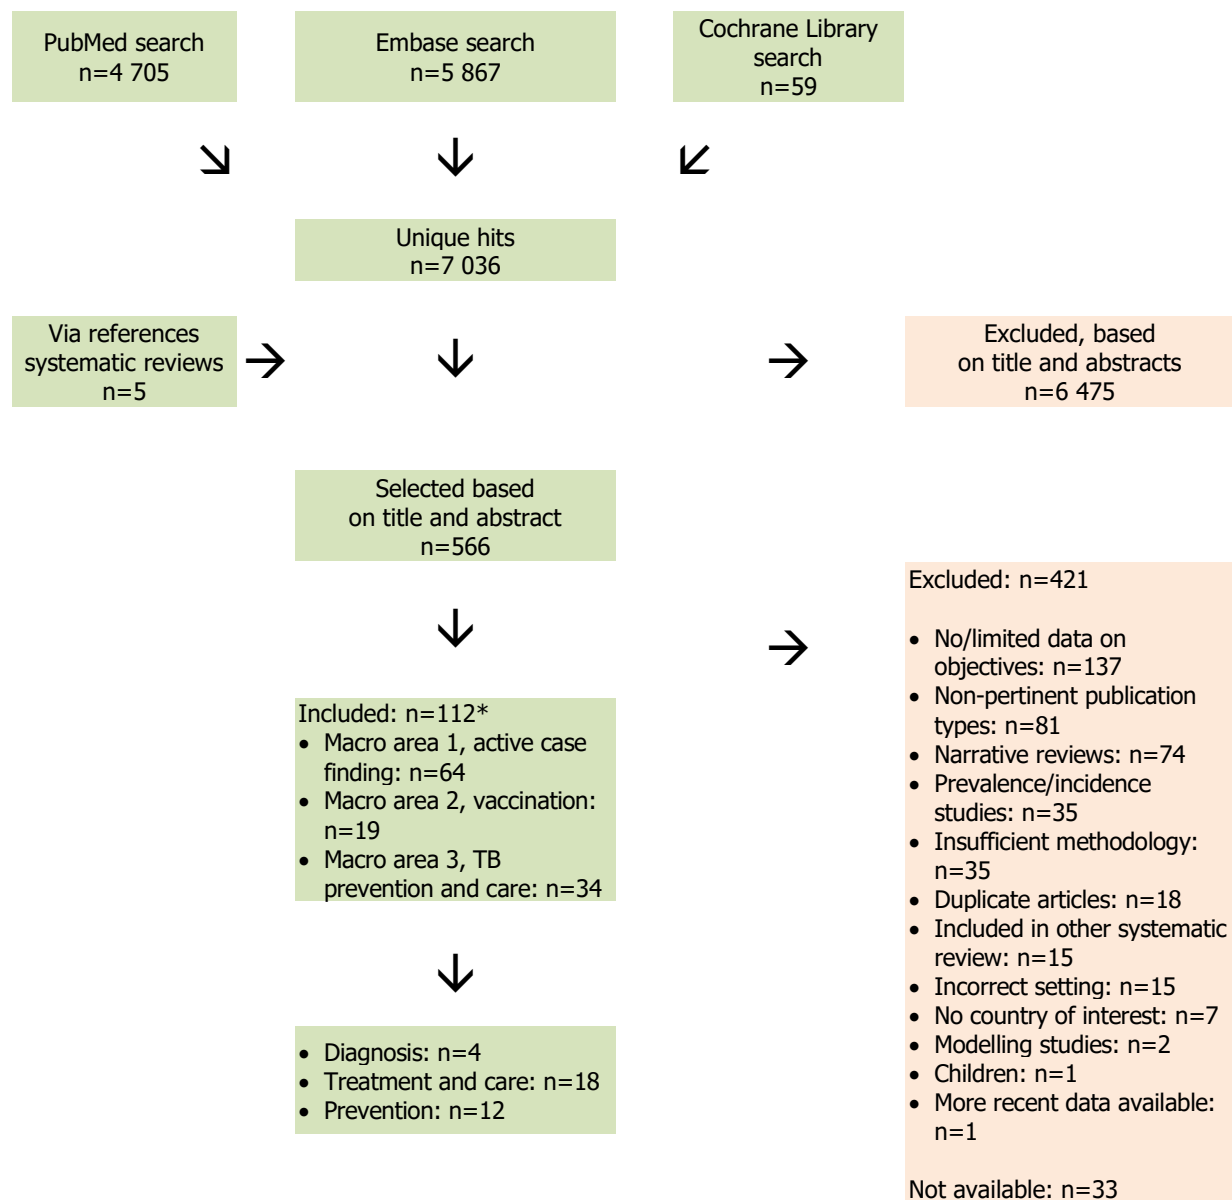 PubMed search
n=4 705
Embase search
n=5 867
Cochrane Library
search
n=59
Unique hits
n=7 036
Via references
systematic reviews
n=5
Excluded, based
on title and abstracts
n=6 475
Selected based
on title and abstract
n=566
Included: n=112*
• Macro area 1, active case
finding: n=64
• Macro area 2, vaccination:
n=19
• Macro area 3, TB
prevention and care: n=34
Excluded: n=421
• No/limited data on
objectives: n=137
• Non-pertinent publication
types: n=81
• Narrative reviews: n=74
• Prevalence/incidence
studies: n=35
• Insufficient methodology:
n=35
• Duplicate articles: n=18
• Included in other systematic
review: n=15
• Incorrect setting: n=15
• No country of interest: n=7
• Modelling studies: n=2
• Children: n=1
• More recent data available:
n=1
Not available: n=33
• Diagnosis: n=4
• Treatment and care: n=18
• Prevention: n=12